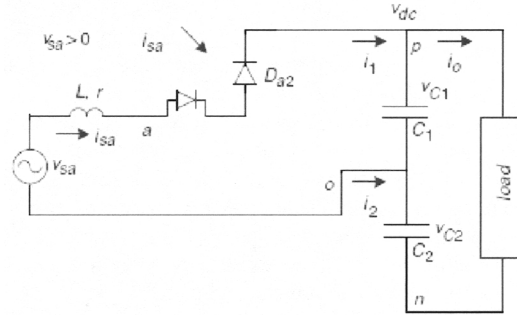 v_dc
v_sa > 0
i_sa
D_a2
i_1
p
i_o
L, r
v_C1
i_sa
a
C_1
v_sa
o
load
i_2
v_C2
C_2
n